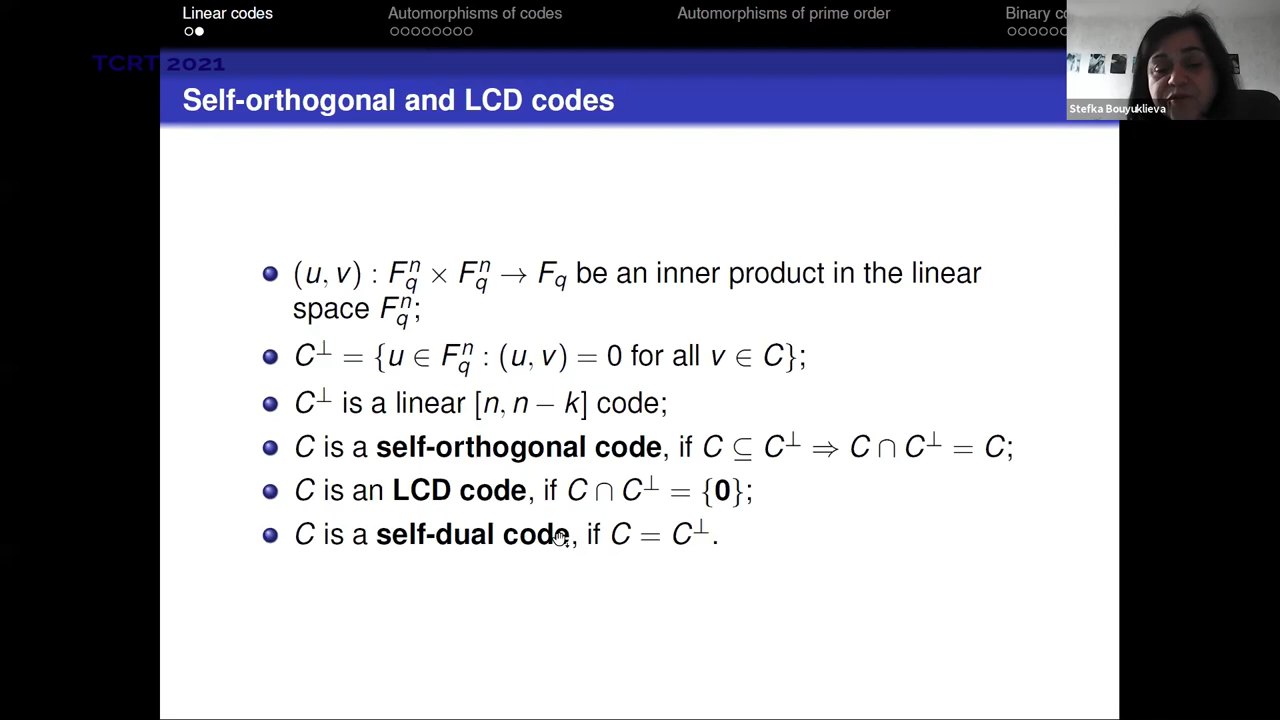 Linear codes Automorphisms of codes Automorphisms of prime order Binary co
TCRT 2021
Self-orthogonal and LCD codes
Stefka Bouyuklieva
(u, v) : F_q^n × F_q^n → F_q be an inner product in the linear
space F_q^n;
C^⊥ = {u ∈ F_q^n : (u, v) = 0 for all v ∈ C};
C^⊥ is a linear [n, n − k] code;
C is a self-orthogonal code, if C ⊆ C^⊥ ⇒ C ∩ C^⊥ = C;
C is an LCD code, if C ∩ C^⊥ = {0};
C is a self-dual code, if C = C^⊥.